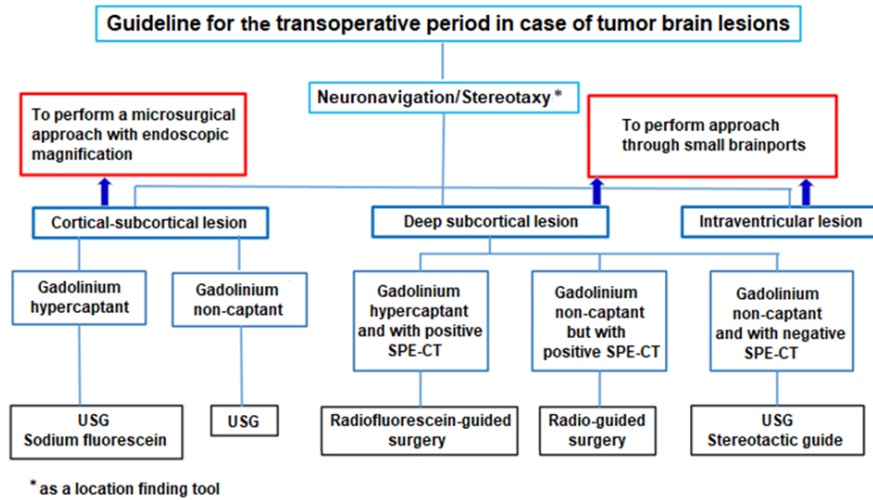 Guideline for the transoperative period in case of tumor brain lesions
Neuronavigation/Stereotaxy *
To perform a microsurgical
approach with endoscopic
magnification
To perform approach
through small brainports
Cortical-subcortical lesion
Deep subcortical lesion
Intraventricular lesion
Gadolinium
hypercaptant
Gadolinium
non-captant
Gadolinium
hypercaptant
and with positive
SPE-CT
Gadolinium
non-captant
but with
positive SPE-CT
Gadolinium
non-captant
and with negative
SPE-CT
USG
Sodium fluorescein
USG
Radiofluorescein-guided
surgery
Radio-guided
surgery
USG
Stereotactic guide
* as a location finding tool